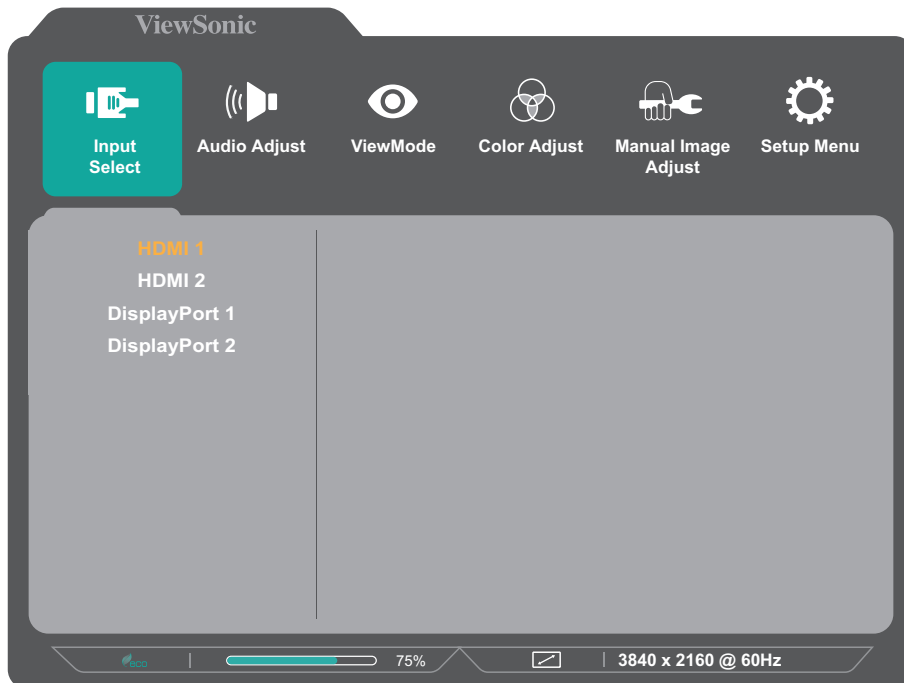 ViewSonic
Input
Select
Audio Adjust
ViewMode
Color Adjust
Manual Image
Adjust
Setup Menu
HDMI 1
HDMI 2
DisplayPort 1
DisplayPort 2
eco
75%
3840 x 2160 @ 60Hz